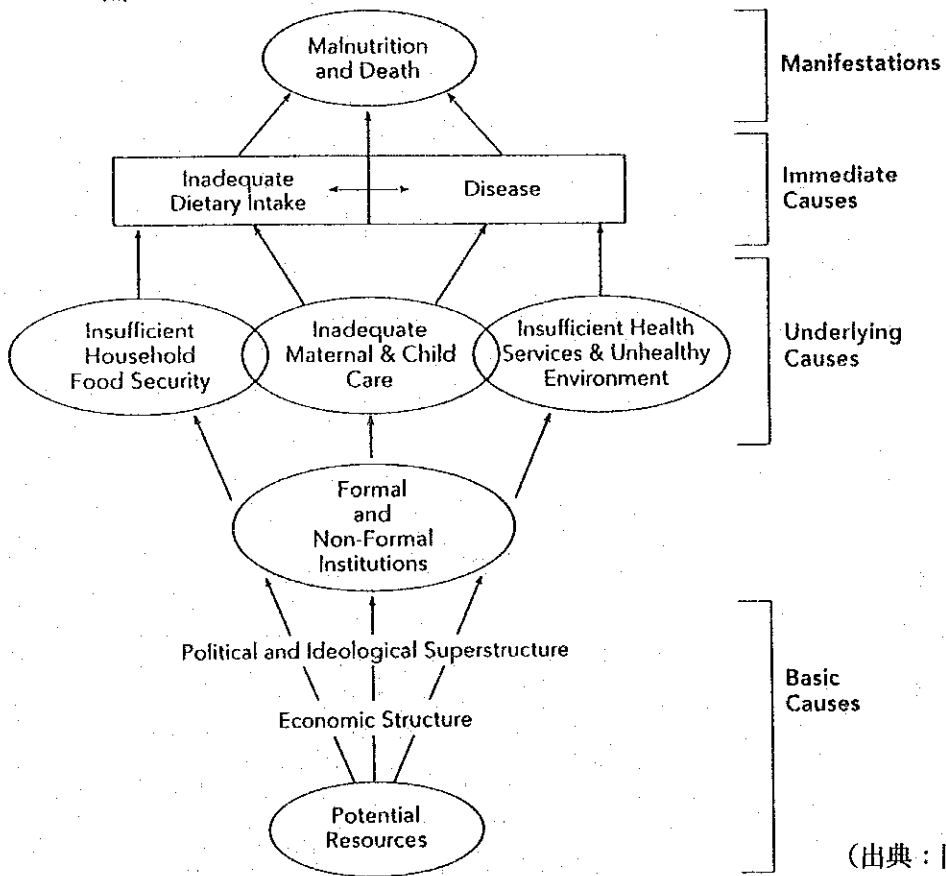 Malnutrition
and Death
Manifestations
Inadequate
Dietary Intake
Disease
Immediate
Causes
Insufficient
Household
Food Security
Inadequate
Maternal & Child
Care
Insufficient Health
Services & Unhealthy
Environment
Underlying
Causes
Formal
and
Non-Formal
Institutions
Political and Ideological Superstructure
Economic Structure
Basic
Causes
Potential
Resources
(出典: